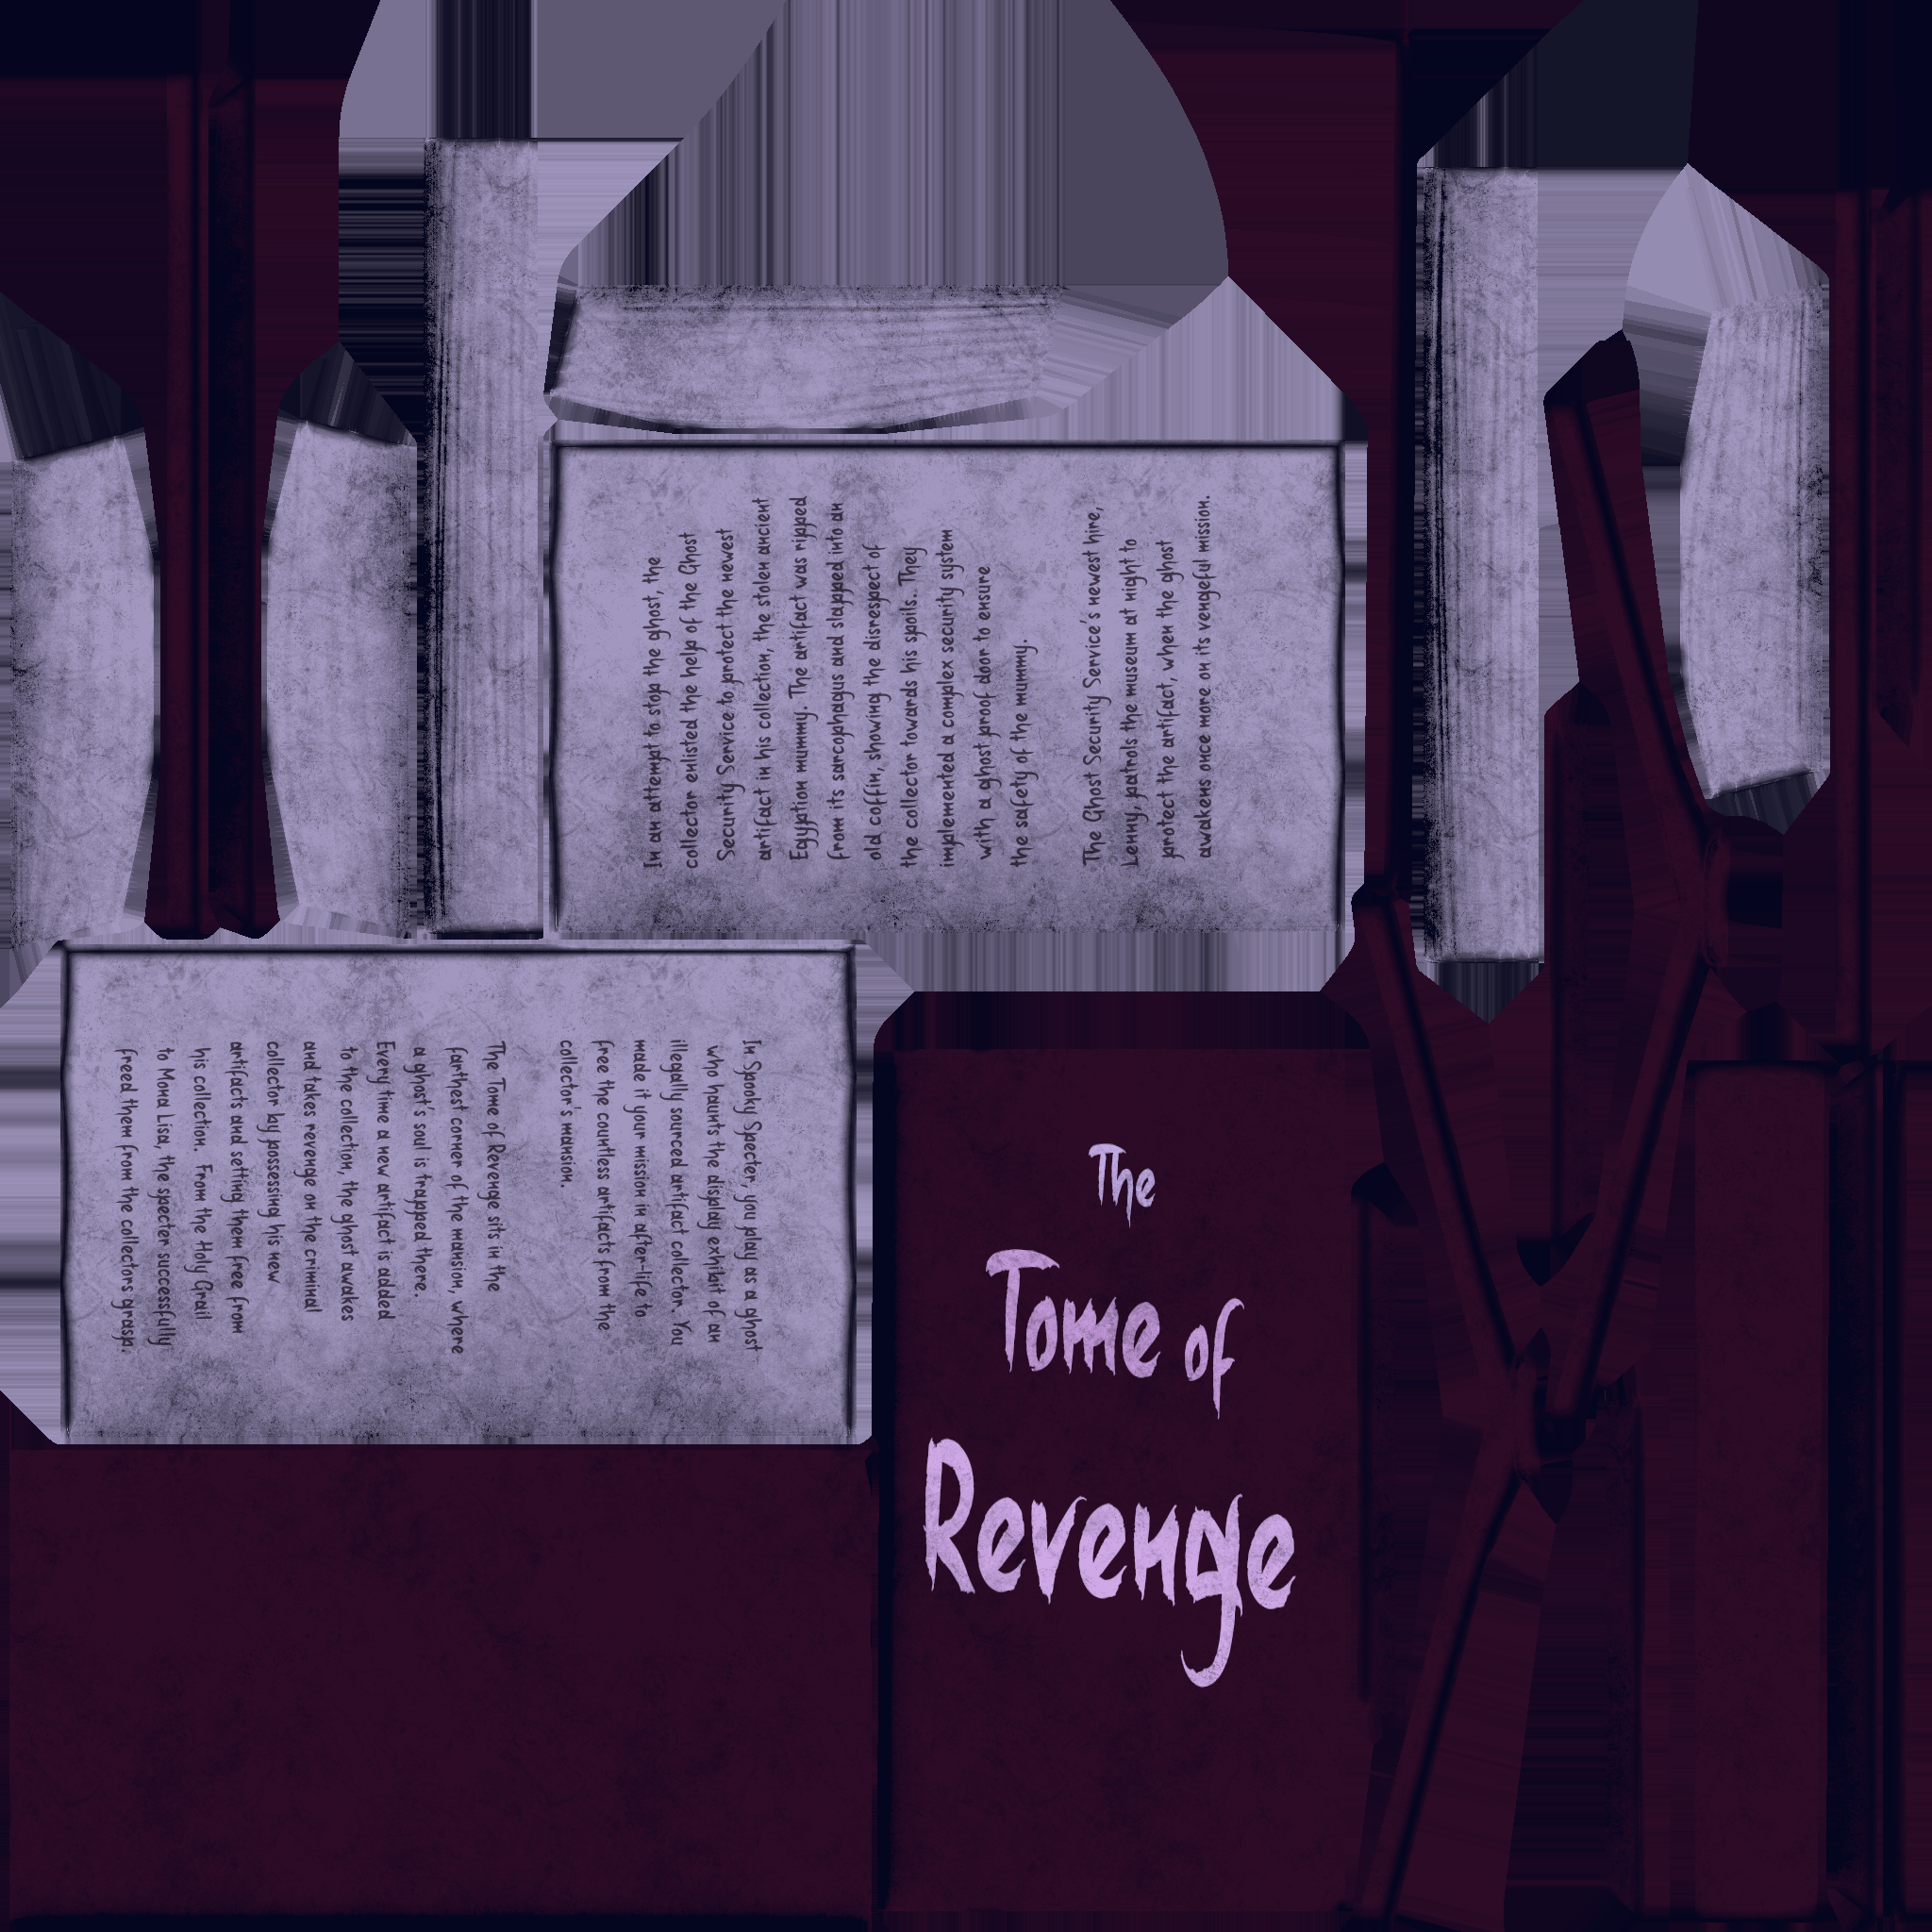 In an attempt to stop the ghost, the
collector enlisted the help of the Ghost
Security Service to protect the newest
artifact in his collection, the stolen ancient
Egyption mummy. The artifact was ripped
from its sarcophagus and slapped into an
old coffin, showing the disrespect of
the collector towards his spoils. They
implemented a complex security system
with a ghost proof door to ensure
the safety of the mummy.
The Ghost Security Service's newest hire,
Lenny, patrols the museum at night to
protect the artifact, when the ghost
awakens once more on its vengeful mission.
In Spooky Specter, you play as a ghost
who haunts the display exhibit of an
illegally sourced artifact collector. You
made it your mission in after-life to
free the countless artifacts from the
collector's mansion.
The Tome of Revenge sits in the
farthest corner of the mansion, where
a ghost's soul is trapped there.
Every time a new artifact is added
to the collection, the ghost awakes
and takes revenge on the criminal
collector by possessing his new
artifacts and setting them free from
his collection. From the Holy Grail
to Mona Lisa, the specter successfully
freed them from the collectors grasp.
The
Tome of
Revenge